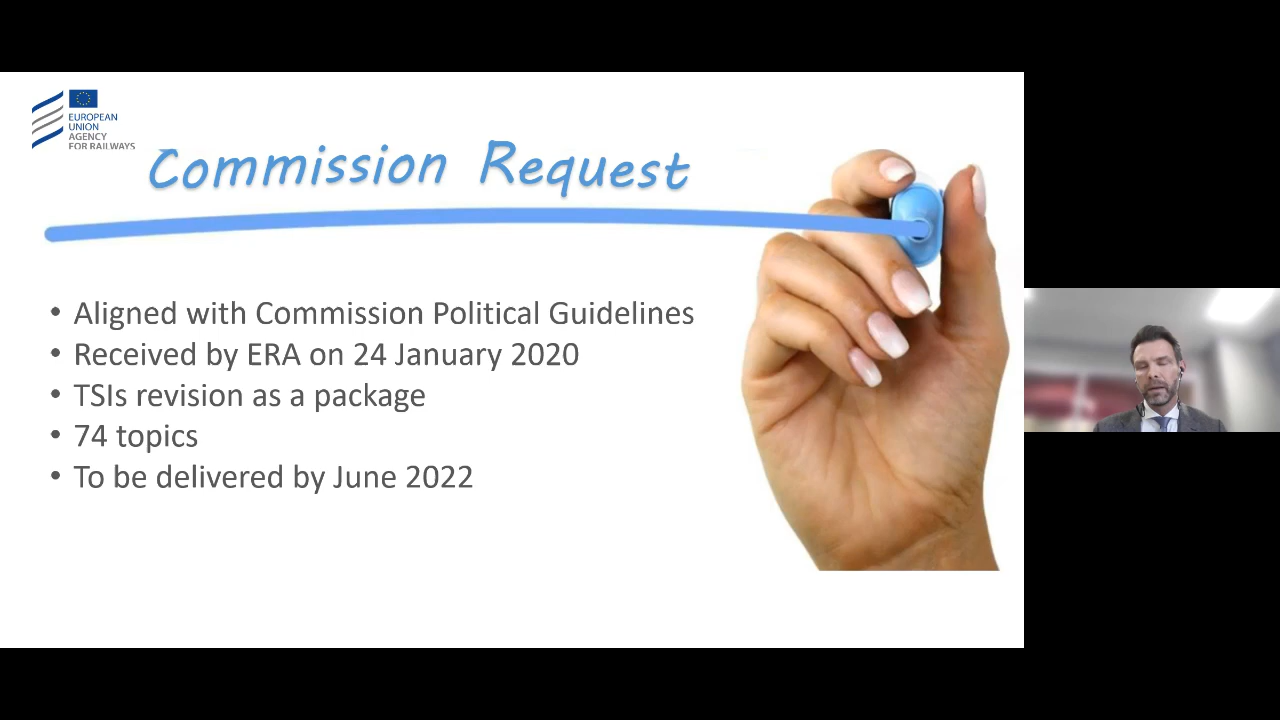 EUROPEAN
UNION
AGENCY
FOR RAILWAYS
Commission Request
• Aligned with Commission Political Guidelines
• Received by ERA on 24 January 2020
• TSIs revision as a package
• 74 topics
• To be delivered by June 2022